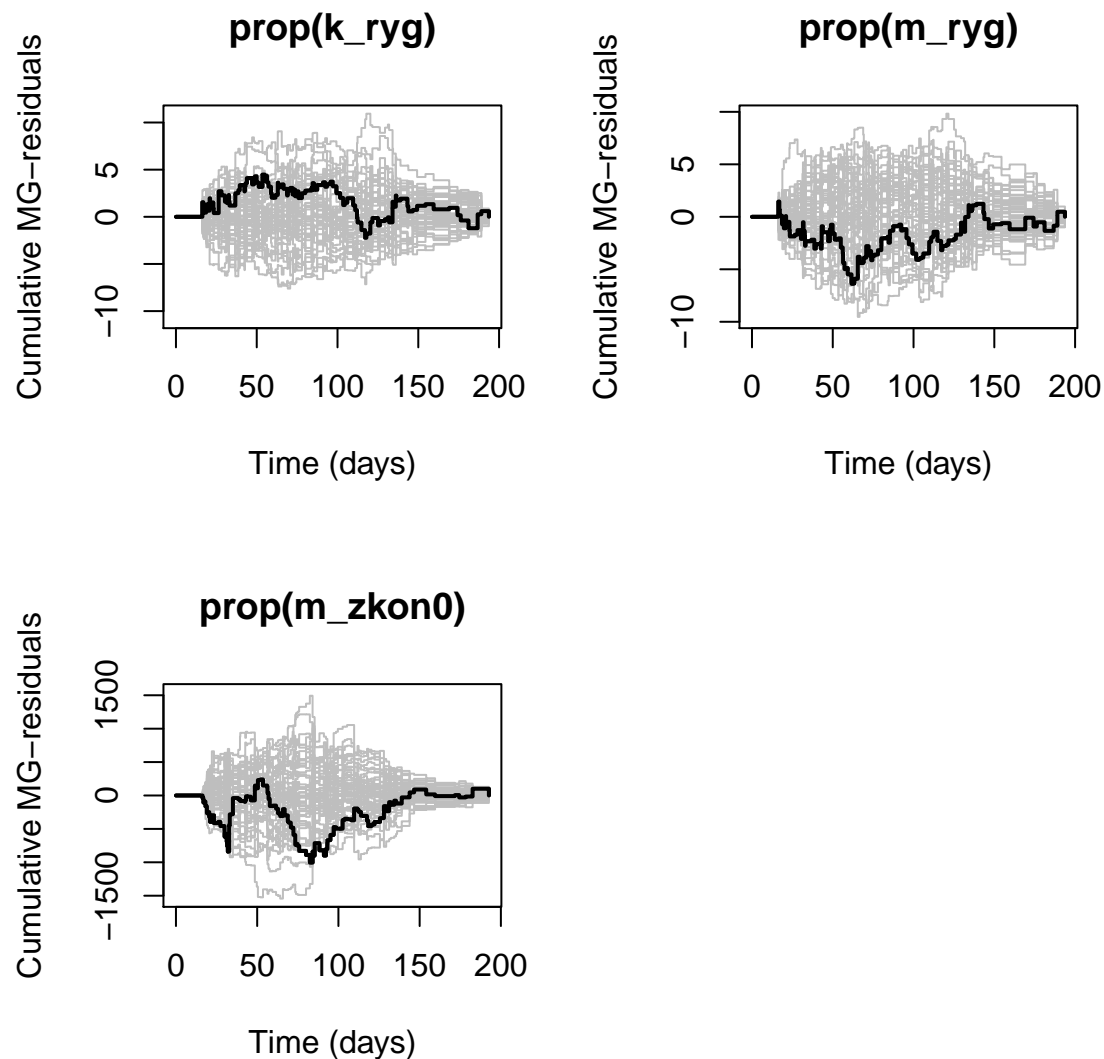 prop(k_ryg)
Cumulative MG−residuals
5
0
−10
0 50 100 150 200
Time (days)
prop(m_ryg)
Cumulative MG−residuals
5
0
−10
0 50 100 150 200
Time (days)
prop(m_zkon0)
Cumulative MG−residuals
1500
0
−1500
0 50 100 150 200
Time (days)